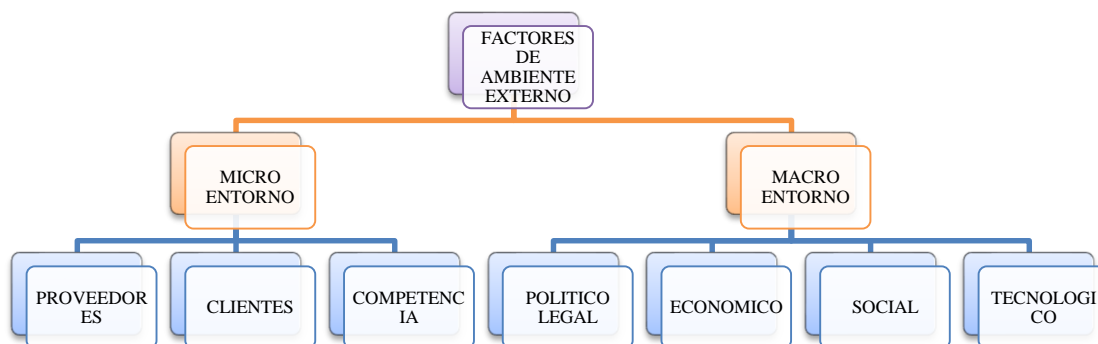 FACTORES
DE
AMBIENTE
EXTERNO
MICRO
ENTORNO
MACRO
ENTORNO
PROVEEDOR
ES
CLIENTES
COMPETENC
IA
POLITICO
LEGAL
ECONOMICO
SOCIAL
TECNOLOGI
CO